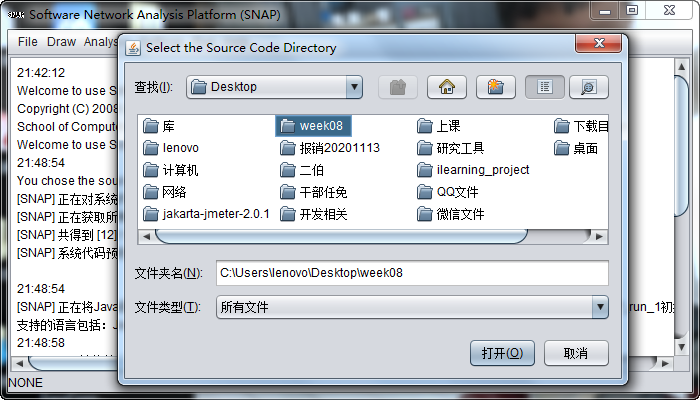 Software Network Analysis Platform (SNAP)
File Draw Analys
21:42:12
Welcome to use S
Copyright (C) 2008
School of Compute
Welcome to use S
21:48:54
You chose the sou
[SNAP] 正在对系统
[SNAP] 正在获取所
[SNAP] 共得到 [12]
[SNAP] 系统代码预
21:48:54
[SNAP] 正在将Java
run_1初
支持的语言包括：J
21:48:58
NONE
Select the Source Code Directory
查找(I):
Desktop
库
week08
上课
下载目
lenovo
报销20201113
研究工具
桌面
计算机
二伯
ilearning_project
网络
干部任免
QQ文件
jakarta-jmeter-2.0.1
开发相关
微信文件
文件夹名(N):
C:\Users\lenovo\Desktop\week08
文件类型(T):
所有文件
打开(O)
取消